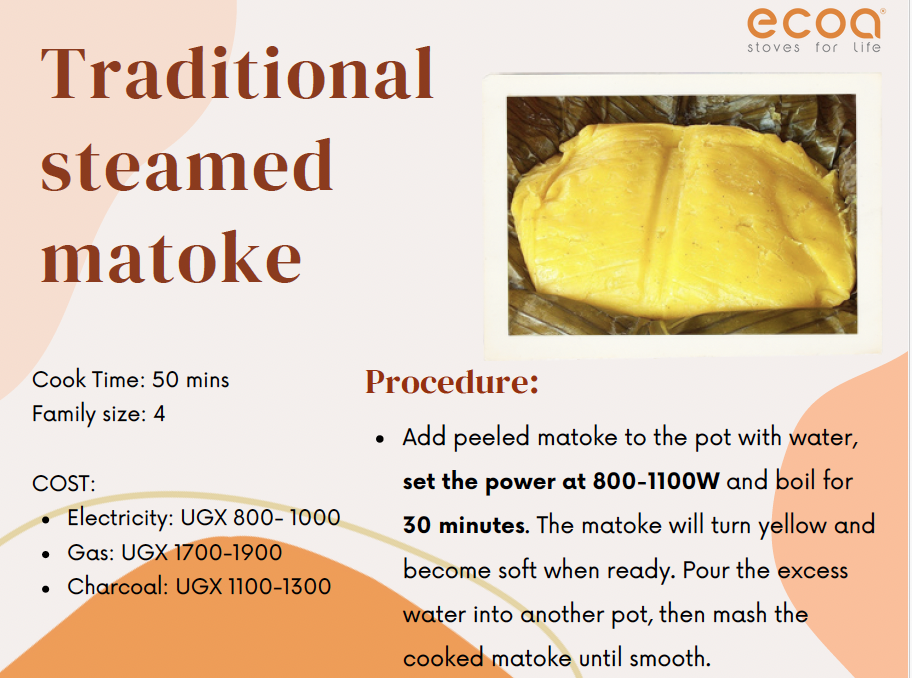 ecoa®
stoves for life
Traditional
steamed
matoke
Cook Time: 50 mins
Family size: 4
COST:
• Electricity: UGX 800- 1000
• Gas: UGX 1700-1900
• Charcoal: UGX 1100-1300
Procedure:
• Add peeled matoke to the pot with water,
set the power at 800-1100W and boil for
30 minutes. The matoke will turn yellow and
become soft when ready. Pour the excess
water into another pot, then mash the
cooked matoke until smooth.